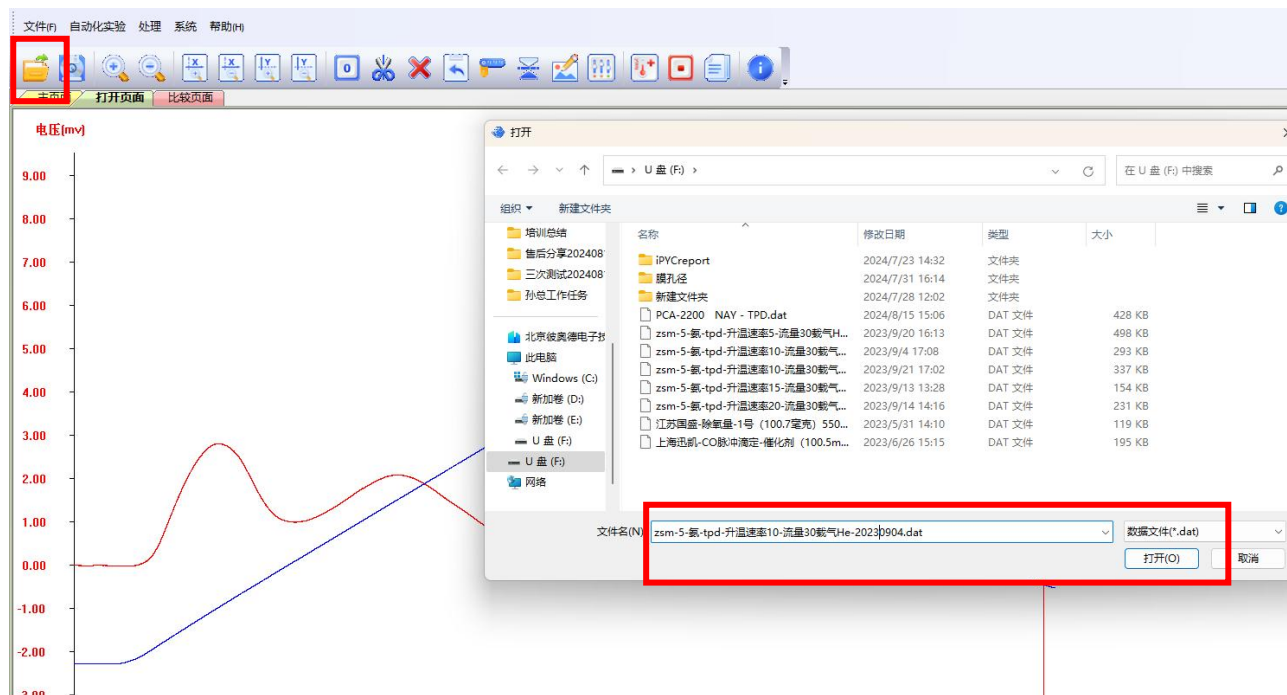 文件(F) 自动化实验 处理 系统 帮助(H)
主页面 打开页面 比较页面
电压(mv)
9.00
8.00
7.00
6.00
5.00
4.00
3.00
2.00
1.00
0.00
-1.00
-2.00
打开
U 盘 (F:)
在 U 盘 (F:) 中搜索
组织 新建文件夹
培训总结
售后分享202408
三次测试202408
孙总工作任务
北京彼奥德电子技
此电脑
Windows (C:)
新加卷 (D:)
新加卷 (E:)
U 盘 (F:)
U 盘 (F:)
网络
名称 修改日期 类型 大小
iPYCreport 2024/7/23 14:32 文件夹
膜孔径 2024/7/31 16:14 文件夹
新建文件夹 2024/7/28 12:02 文件夹
PCA-2200 NAY - TPD.dat 2024/8/15 15:06 DAT 文件 428 KB
zsm-5-氨-tpd-升温速率5-流量30载气H... 2023/9/20 16:13 DAT 文件 498 KB
zsm-5-氨-tpd-升温速率10-流量30载气... 2023/9/4 17:08 DAT 文件 293 KB
zsm-5-氨-tpd-升温速率10-流量30载气... 2023/9/21 17:02 DAT 文件 337 KB
zsm-5-氨-tpd-升温速率15-流量30载气... 2023/9/13 13:28 DAT 文件 154 KB
zsm-5-氨-tpd-升温速率20-流量30载气... 2023/9/14 14:16 DAT 文件 231 KB
江苏国盛-除氧量-1号（100.7毫克）550... 2023/5/31 14:10 DAT 文件 119 KB
上海迅凯-CO脉冲滴定-催化剂（100.5m... 2023/6/26 15:15 DAT 文件 195 KB
文件名(N) zsm-5-氨-tpd-升温速率10-流量30载气He-20230904.dat 数据文件(*.dat)
打开(O) 取消